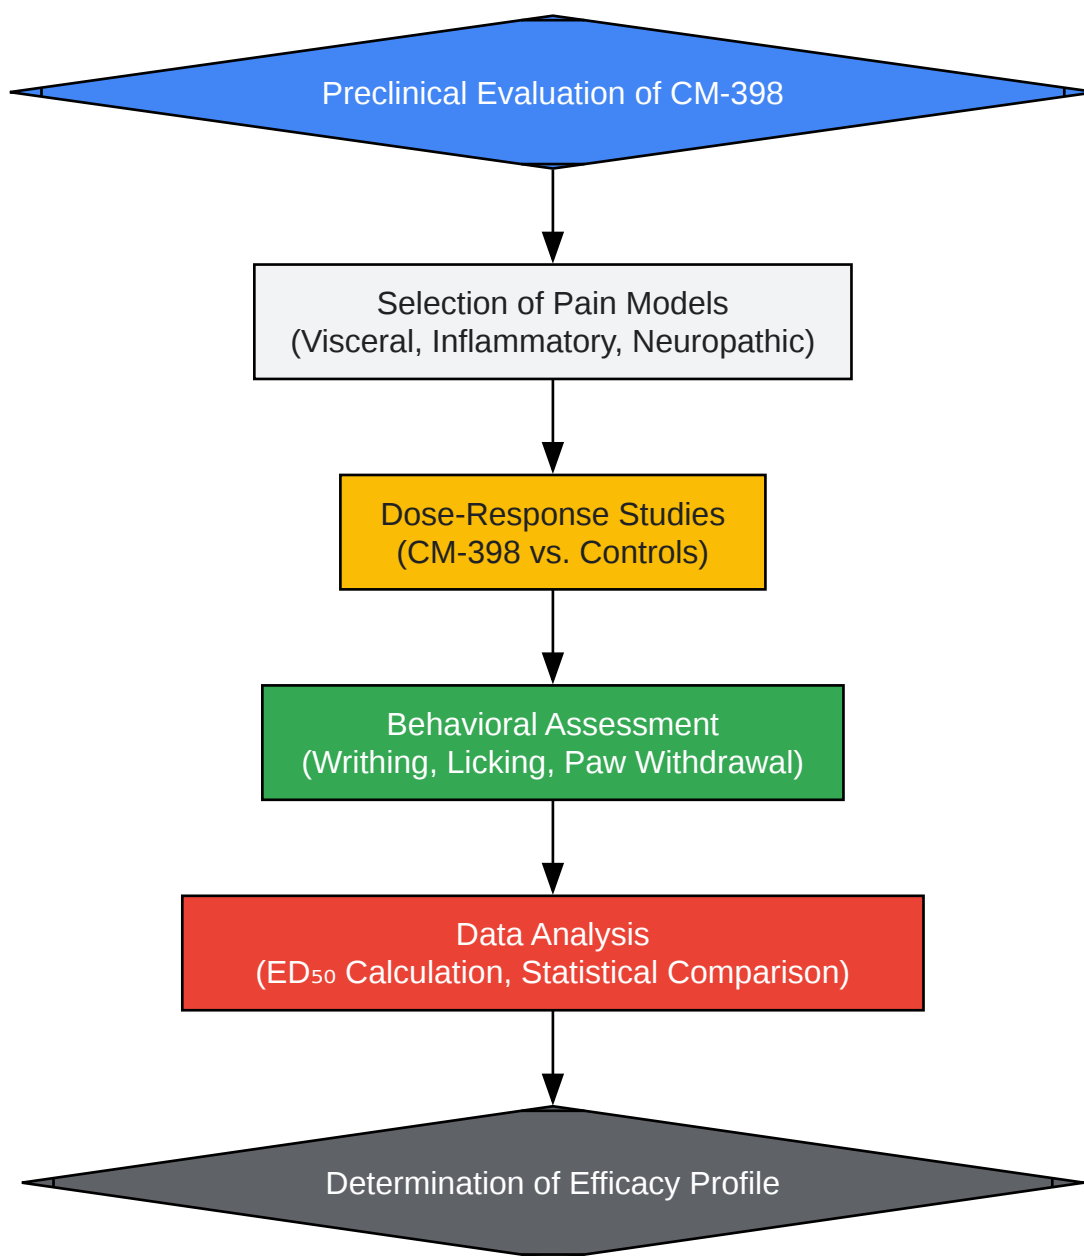 Preclinical Evaluation of CM-398
Selection of Pain Models
(Visceral, Inflammatory, Neuropathic)
Dose-Response Studies
(CM-398 vs. Controls)
Behavioral Assessment
(Writhing, Licking, Paw Withdrawal)
Data Analysis
(ED₅₀ Calculation, Statistical Comparison)
Determination of Efficacy Profile